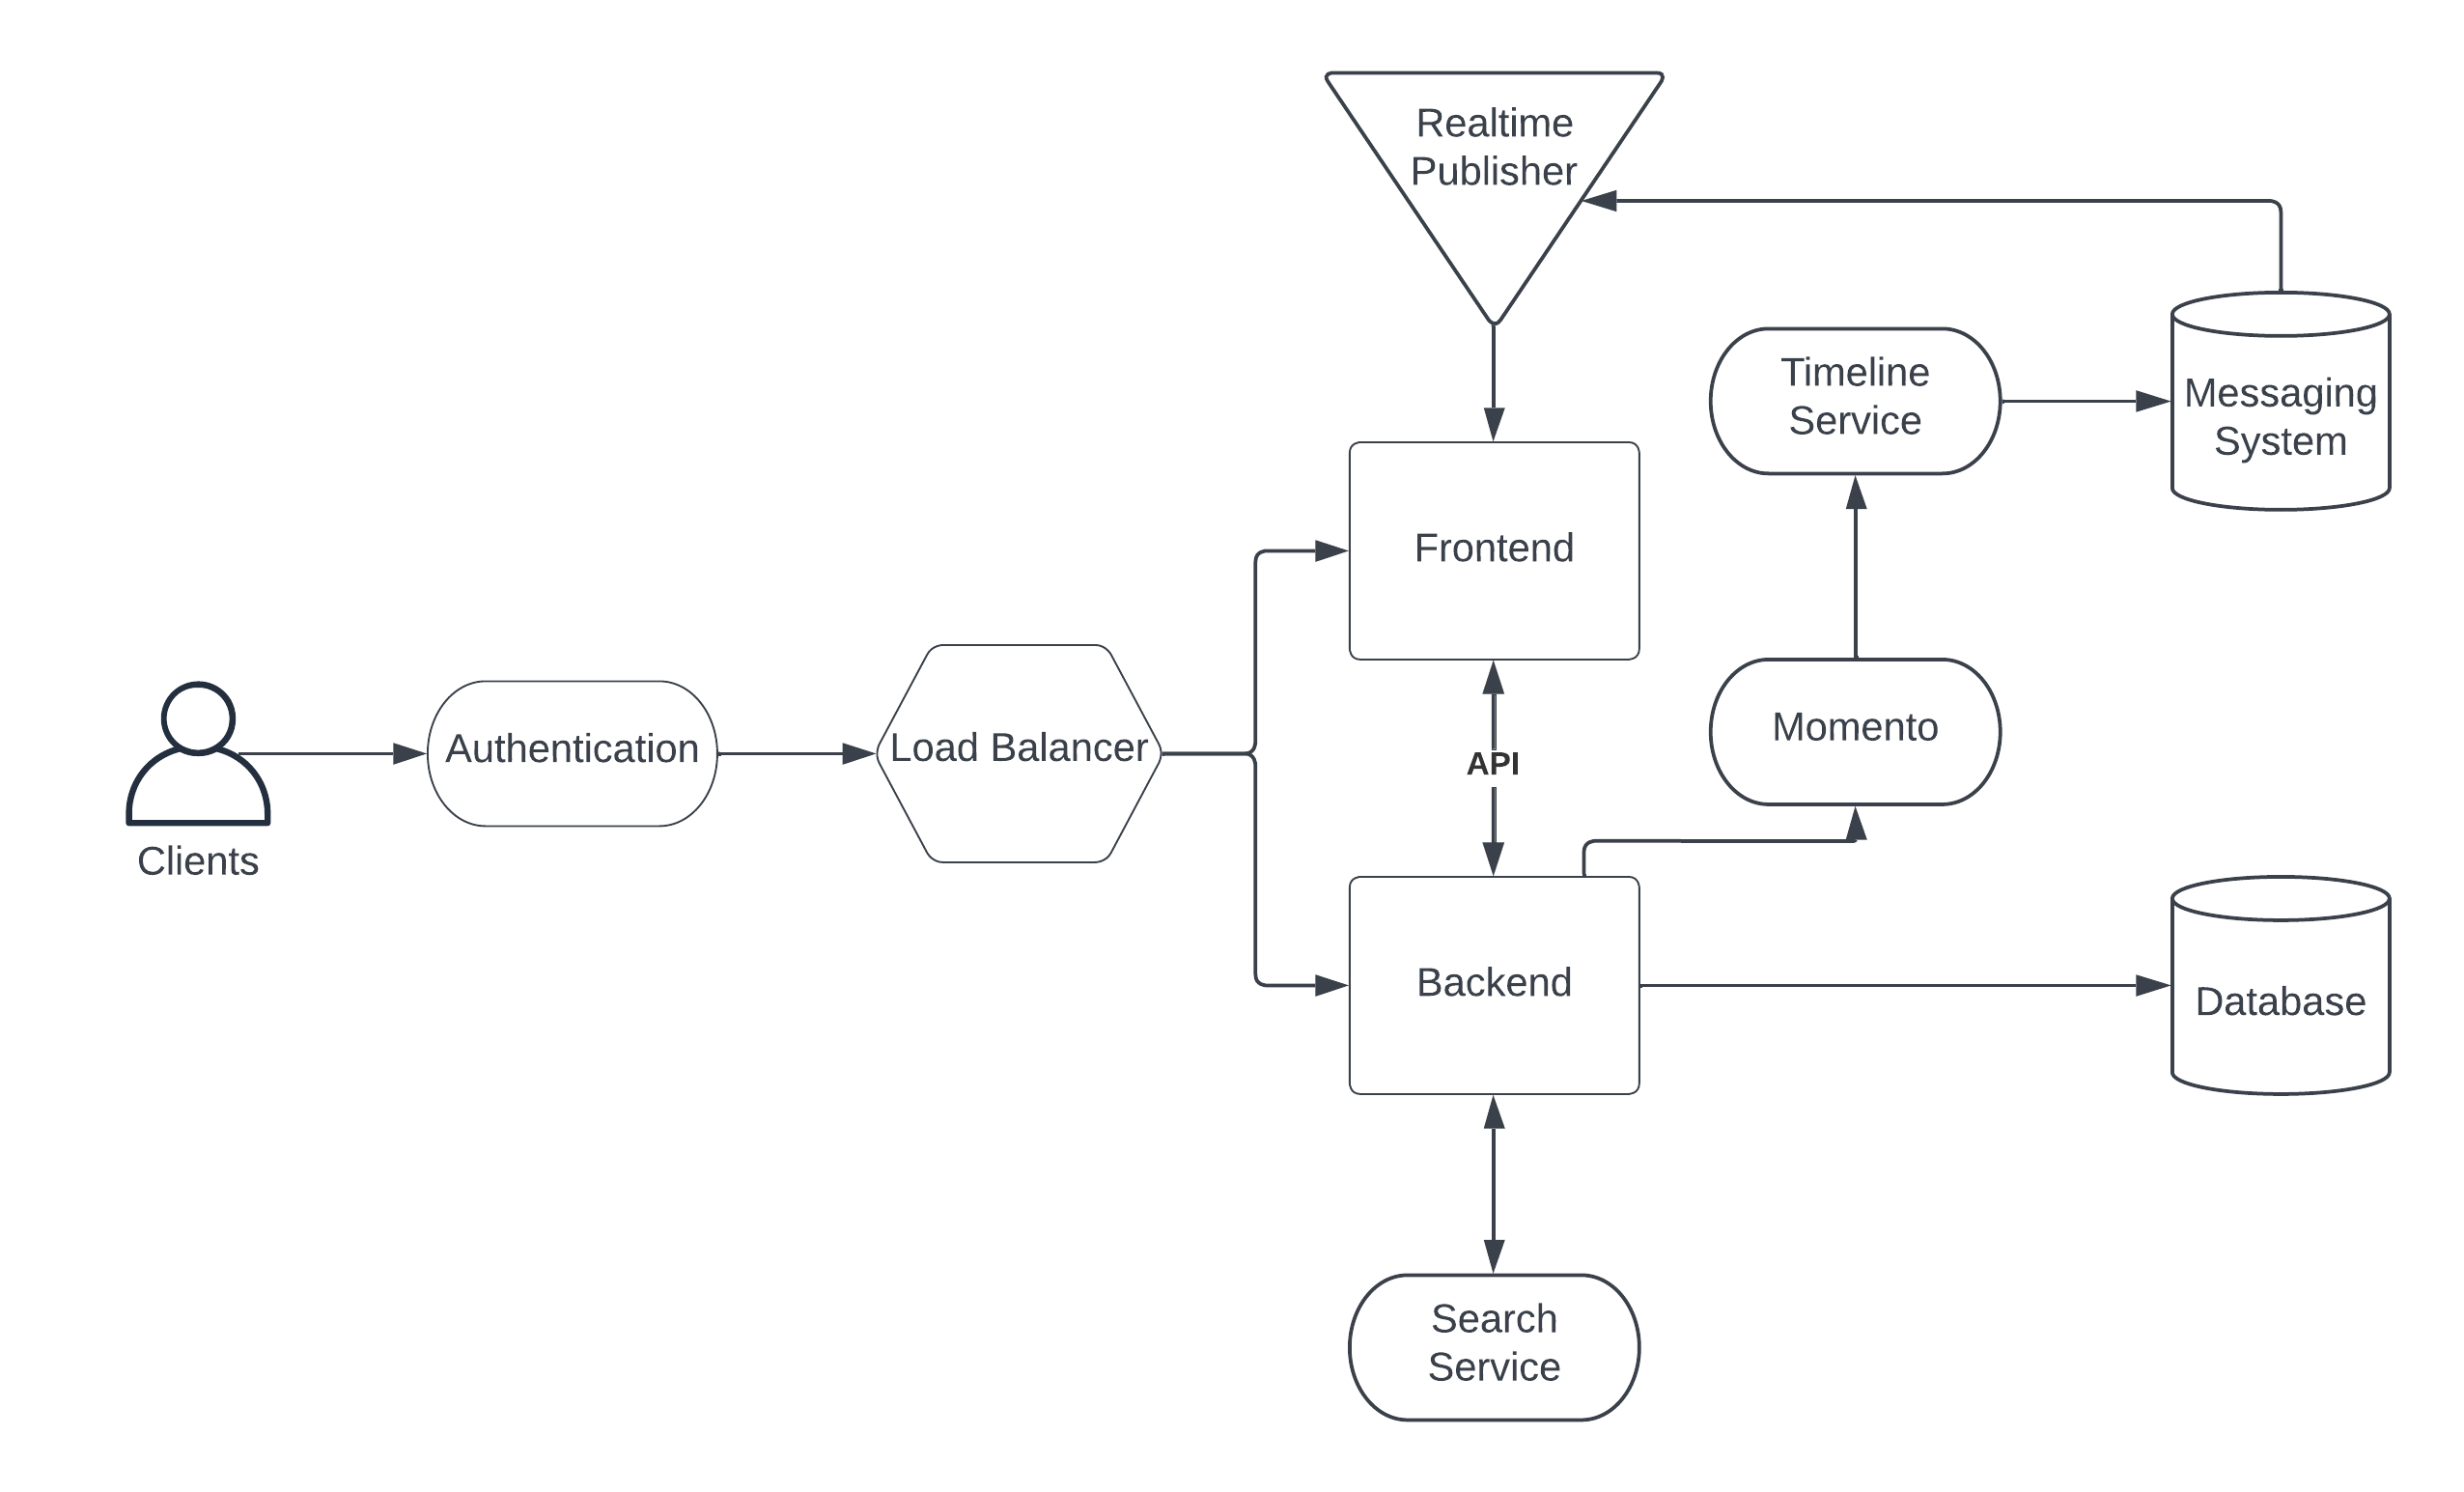 Realtime
Publisher
Timeline
Service
Messaging
System
Frontend
Clients
Authentication
Load Balancer
API
Momento
Backend
Database
Search
Service